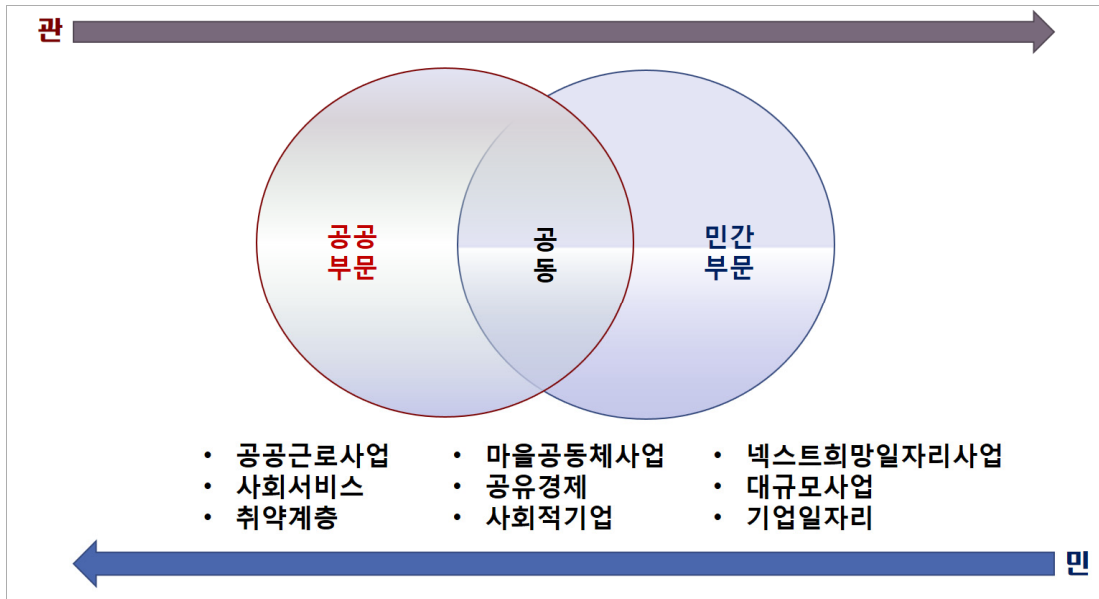 관
공공
부문
공
동
민간
부문
• 공공근로사업
• 사회서비스
• 취약계층
• 마을공동체사업
• 공유경제
• 사회적기업
• 넥스트희망일자리사업
• 대규모사업
• 기업일자리
민